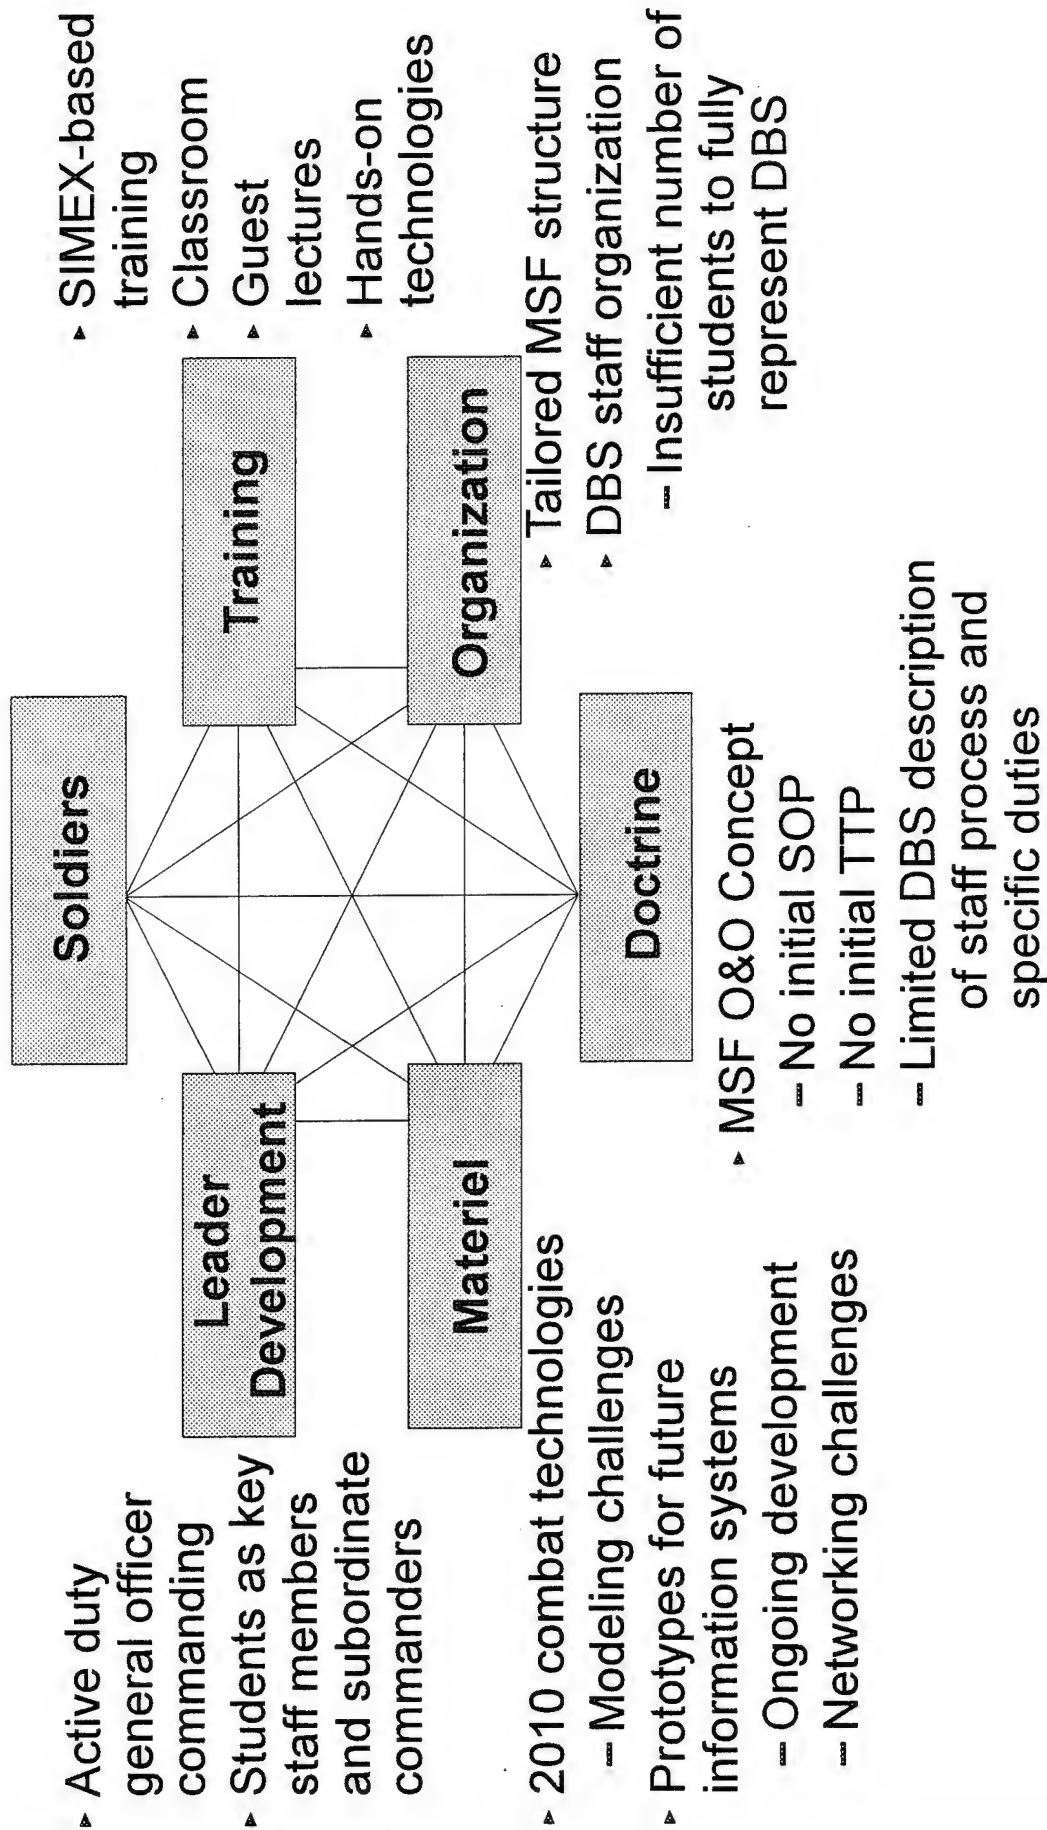 Soldiers
Leader
Development
Training
Materiel
Organization
Doctrine
▸ Active duty
general officer
commanding
▸ Students as key
staff members
and subordinate
commanders
▸ SIMEX-based
training
▸ Classroom
▸ Guest
lectures
▸ Hands-on
technologies
▸ 2010 combat technologies
– Modeling challenges
▸ Prototypes for future
information systems
– Ongoing development
– Networking challenges
▸ MSF O&O Concept
– No initial SOP
– No initial TTP
– Limited DBS description
of staff process and
specific duties
▸ Tailored MSF structure
▸ DBS staff organization
– Insufficient number of
students to fully
represent DBS